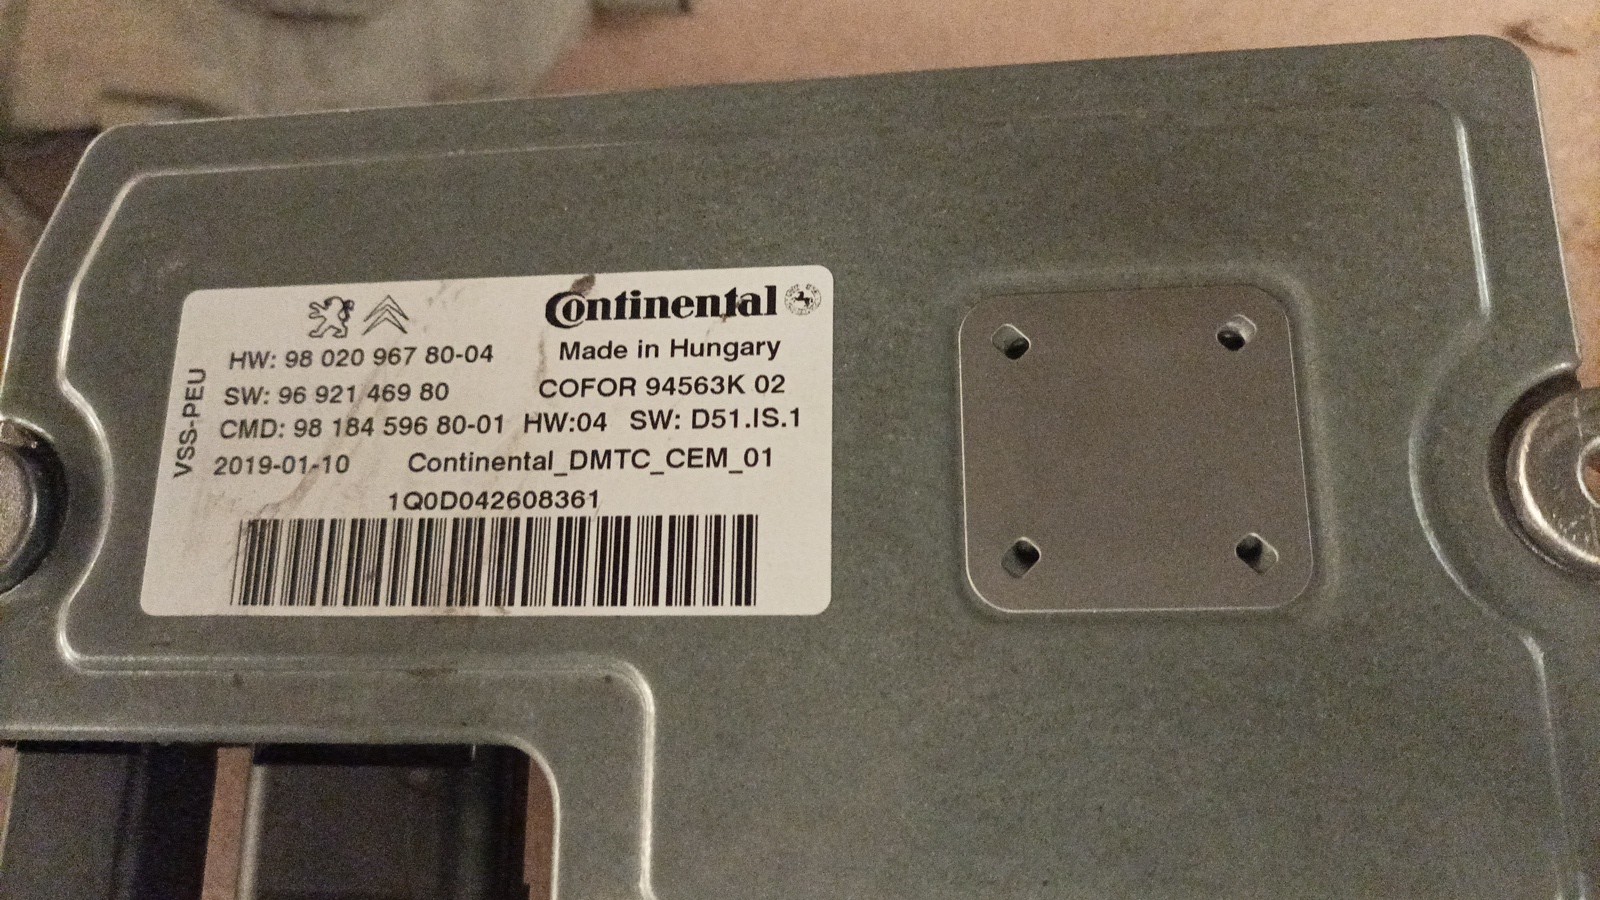 Continental
HW: 98 020 967 80-04 Made in Hungary
SW: 96 921 469 80 COFOR 94563K 02
CMD: 98 184 596 80-01 HW:04 SW: D51.IS.1
2019-01-10 Continental_DMTC_CEM_01
1Q0D042608361
VSS-PEU